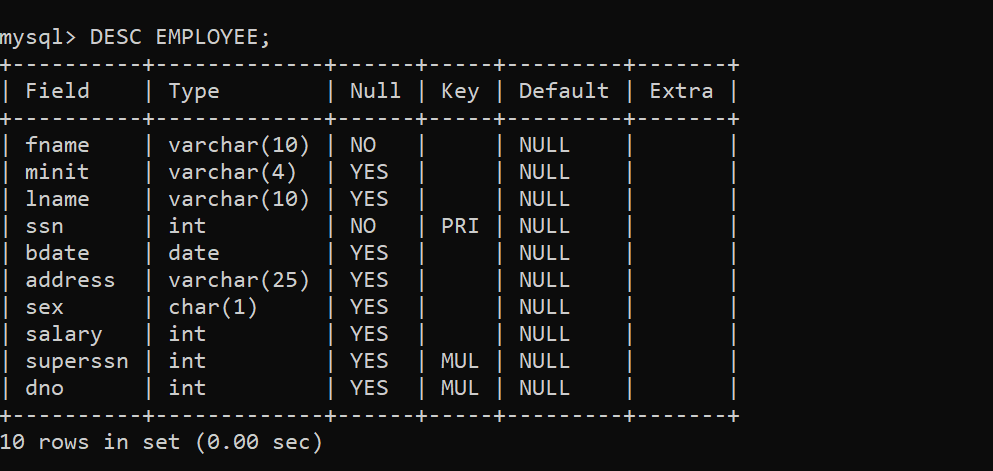 mysql> DESC EMPLOYEE;
+----------+-------------+------+-----+---------+-------+
| Field    | Type        | Null | Key | Default | Extra |
+----------+-------------+------+-----+---------+-------+
| fname    | varchar(10) | NO   |     | NULL    |       |
| minit    | varchar(4)  | YES  |     | NULL    |       |
| lname    | varchar(10) | YES  |     | NULL    |       |
| ssn      | int         | NO   | PRI | NULL    |       |
| bdate    | date        | YES  |     | NULL    |       |
| address  | varchar(25) | YES  |     | NULL    |       |
| sex      | char(1)     | YES  |     | NULL    |       |
| salary   | int         | YES  |     | NULL    |       |
| superssn | int         | YES  | MUL | NULL    |       |
| dno      | int         | YES  | MUL | NULL    |       |
+----------+-------------+------+-----+---------+-------+
10 rows in set (0.00 sec)